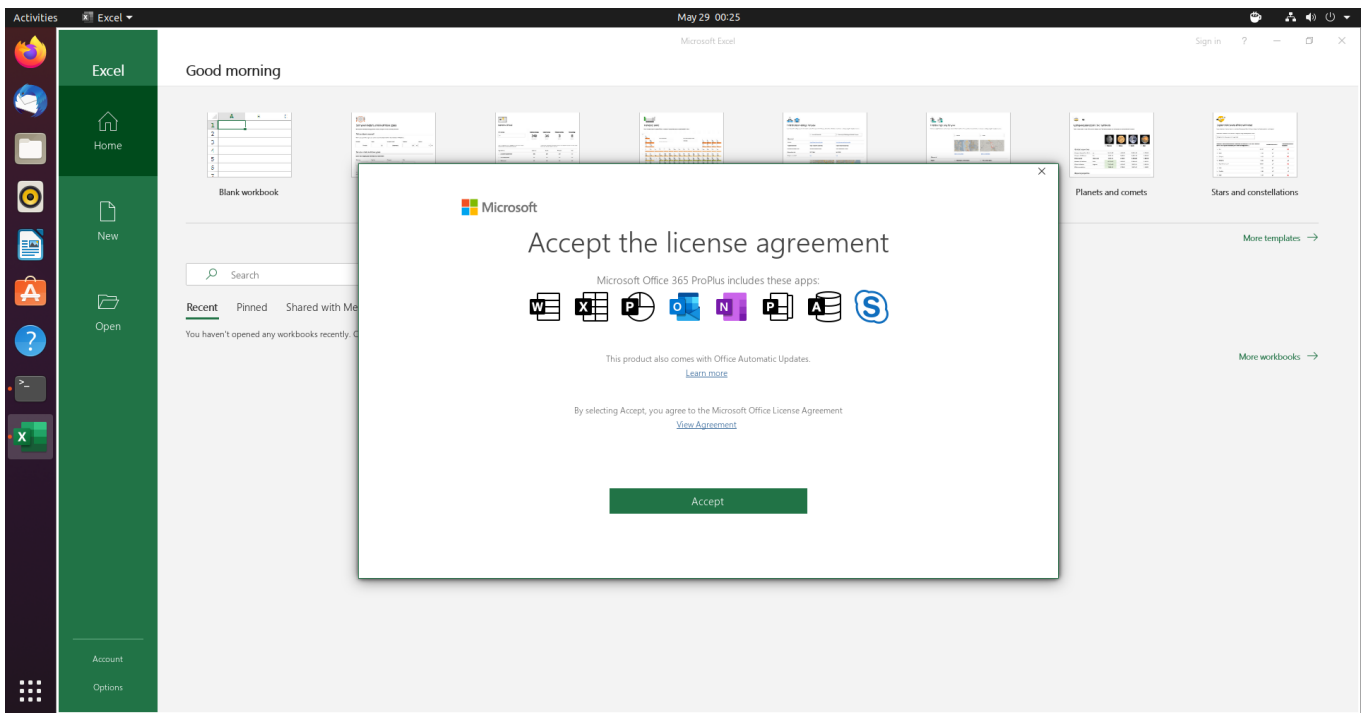 Activities
Excel
May 29 00:25
Microsoft Excel
Sign in
?
Excel
Good morning
Home
New
Open
Blank workbook
Planets and comets
Stars and constellations
More templates →
Search
Recent Pinned Shared with Me
You haven't opened any workbooks recently.
More workbooks →
Microsoft
Accept the license agreement
Microsoft Office 365 ProPlus includes these apps:
W X P O N P A S
This product also comes with Office Automatic Updates.
Learn more
By selecting Accept, you agree to the Microsoft Office License Agreement
View Agreement
Accept
Account
Options